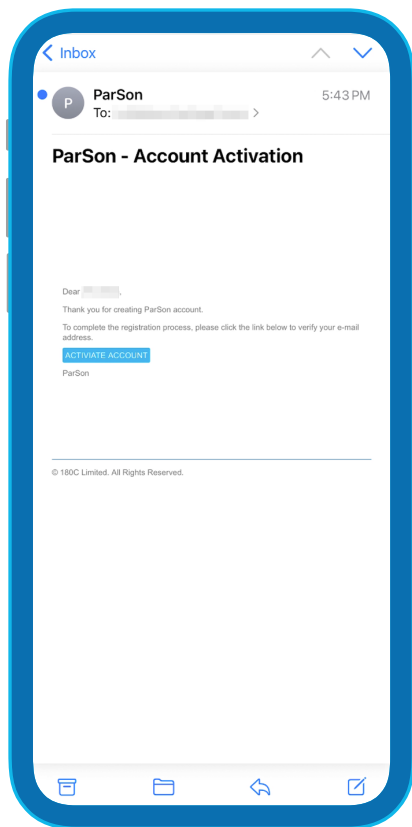 Inbox
P
ParSon
5:43 PM
To:
ParSon - Account Activation
Dear ,
Thank you for creating ParSon account.
To complete the registration process, please click the link below to verify your e-mail
address.
ACTIVIATE ACCOUNT
ParSon
© 180C Limited. All Rights Reserved.